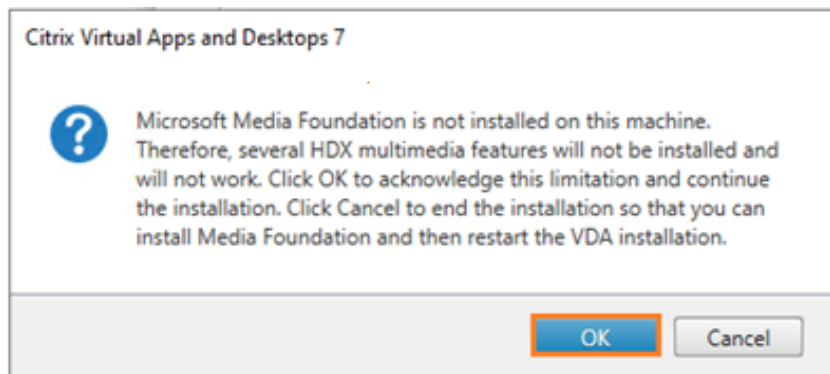 Citrix Virtual Apps and Desktops 7
Microsoft Media Foundation is not installed on this machine.
Therefore, several HDX multimedia features will not be installed and
will not work. Click OK to acknowledge this limitation and continue
the installation. Click Cancel to end the installation so that you can
install Media Foundation and then restart the VDA installation.
OK
Cancel